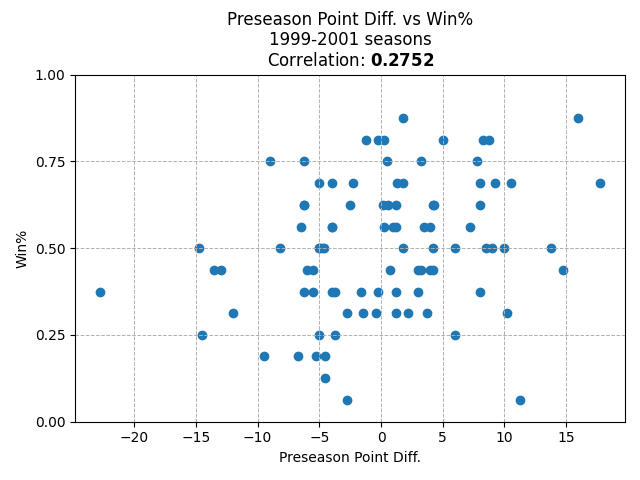 Preseason Point Diff. vs Win%
1999-2001 seasons
Correlation: 0.2752
1.00
0.75
0.50
0.25
0.00
Win%
−20 −15 −10 −5 0 5 10 15
Preseason Point Diff.